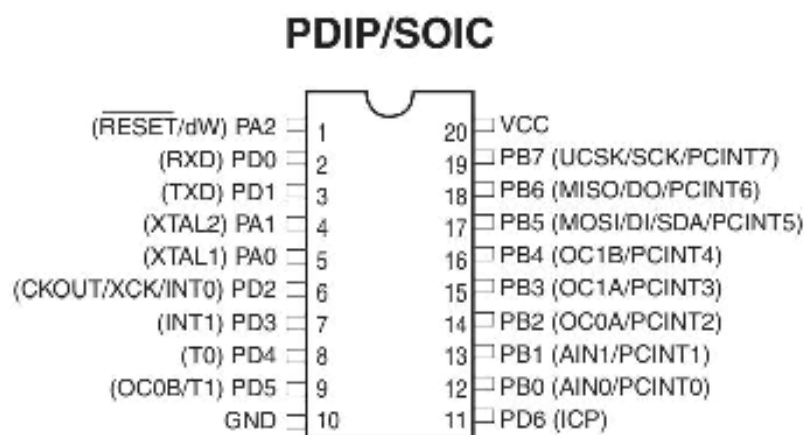 PDIP/SOIC
(RESET/dW) PA2 1 20 VCC
(RXD) PD0 2 19 PB7 (UCSK/SCK/PCINT7)
(TXD) PD1 3 18 PB6 (MISO/DO/PCINT6)
(XTAL2) PA1 4 17 PB5 (MOSI/DI/SDA/PCINT5)
(XTAL1) PA0 5 16 PB4 (OC1B/PCINT4)
(CKOUT/XCK/INT0) PD2 6 15 PB3 (OC1A/PCINT3)
(INT1) PD3 7 14 PB2 (OC0A/PCINT2)
(T0) PD4 8 13 PB1 (AIN1/PCINT1)
(OC0B/T1) PD5 9 12 PB0 (AIN0/PCINT0)
GND 10 11 PD6 (ICP)